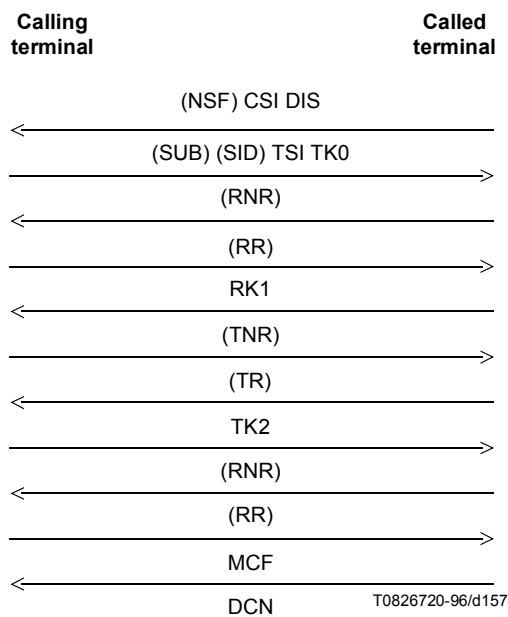 Calling terminal
Called terminal
(NSF) CSI DIS
(SUB) (SID) TSI TK0
(RNR)
(RR)
RK1
(TNR)
(TR)
TK2
(RNR)
(RR)
MCF
DCN
T0826720-96/d157